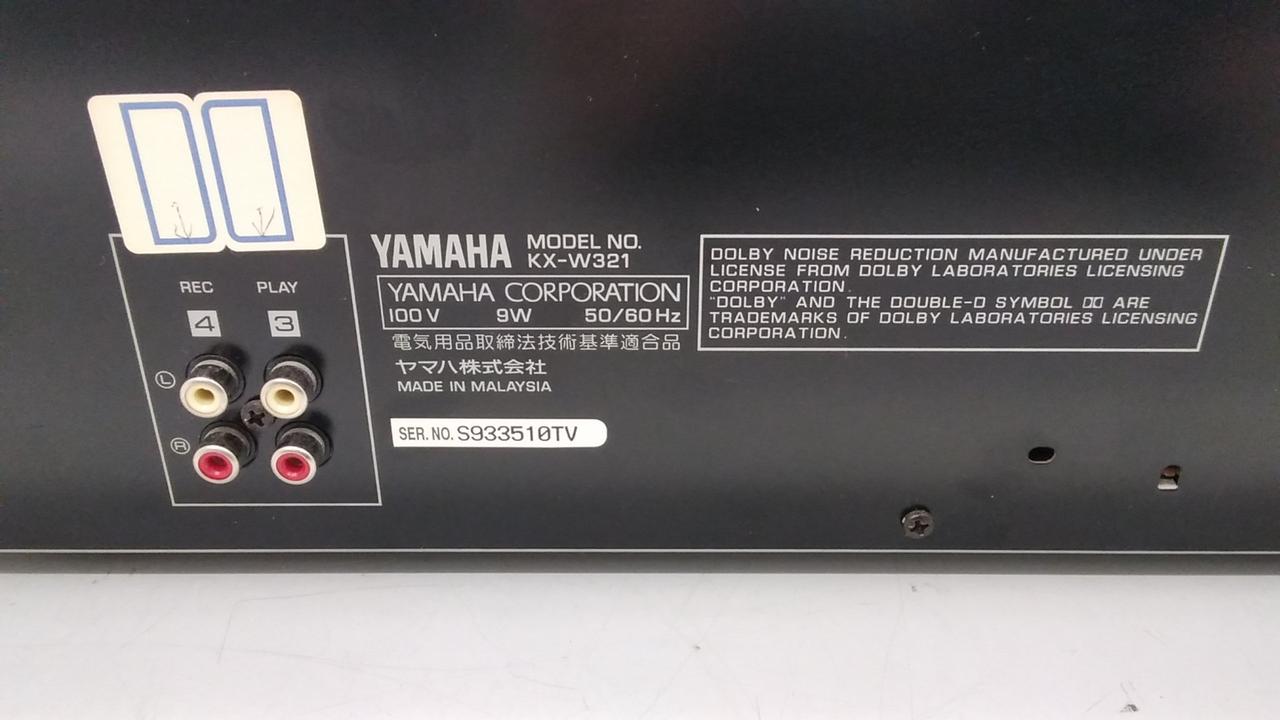 REC PLAY
4 3
L
R
YAMAHA MODEL NO.
KX-W321
YAMAHA CORPORATION
100V 9W 50/60Hz
電気用品取締法技術基準適合品
ヤマハ株式会社
MADE IN MALAYSIA
SER. NO. S933510TV
DOLBY NOISE REDUCTION MANUFACTURED UNDER
LICENSE FROM DOLBY LABORATORIES LICENSING
CORPORATION.
"DOLBY" AND THE DOUBLE-D SYMBOL ARE
TRADEMARKS OF DOLBY LABORATORIES LICENSING
CORPORATION.